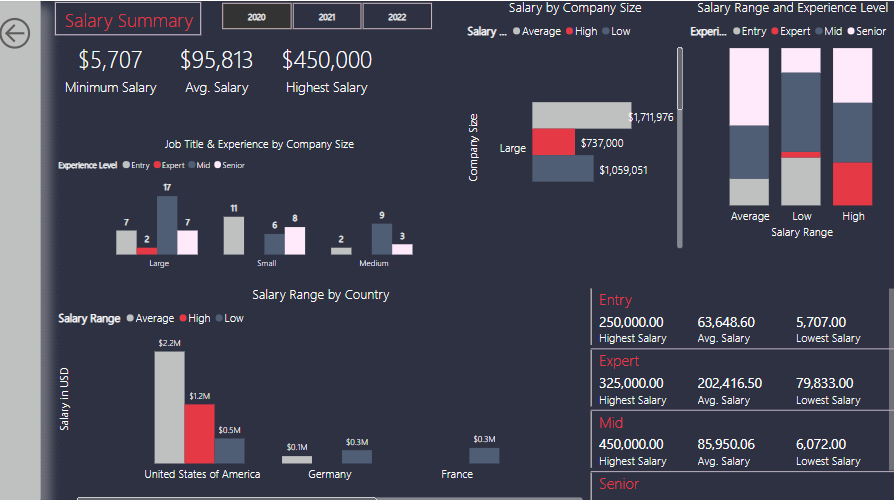 Salary Summary
2020
2021
2022
$5,707
Minimum Salary
$95,813
Avg. Salary
$450,000
Highest Salary
Salary by Company Size
Salary ... Average High Low
Company Size
Large
$1,711,976
$737,000
$1,059,051
Salary Range and Experience Level
Experi... Entry Expert Mid Senior
Average Low High
Salary Range
Job Title & Experience by Company Size
Experience Level Entry Expert Mid Senior
7 2 17 7
11 6 8
2 9 3
Large Small Medium
Salary Range by Country
Salary Range Average High Low
Salary in USD
$2.2M
$1.2M
$0.5M
$0.1M
$0.3M
$0.3M
United States of America Germany France
Entry
250,000.00 63,648.60 5,707.00
Highest Salary Avg. Salary Lowest Salary
Expert
325,000.00 202,416.50 79,833.00
Highest Salary Avg. Salary Lowest Salary
Mid
450,000.00 85,950.06 6,072.00
Highest Salary Avg. Salary Lowest Salary
Senior